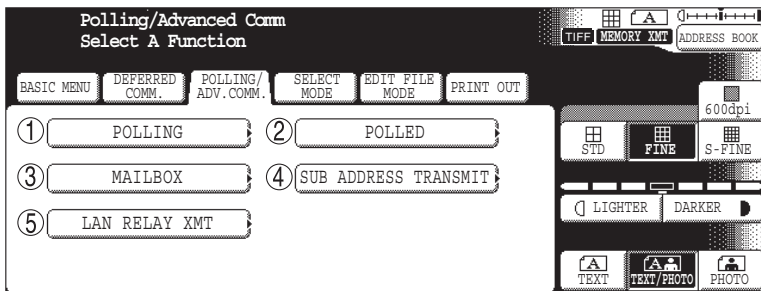 Polling/Advanced Comm
Select A Function
A
TIFF MEMORY XMT ADDRESS BOOK
BASIC MENU
DEFERRED COMM.
POLLING/ ADV.COMM.
SELECT MODE
EDIT FILE MODE
PRINT OUT
600dpi
1 POLLING
2 POLLED
3 MAILBOX
4 SUB ADDRESS TRANSMIT
5 LAN RELAY XMT
STD FINE S-FINE
LIGHTER DARKER
A A
TEXT TEXT/PHOTO PHOTO